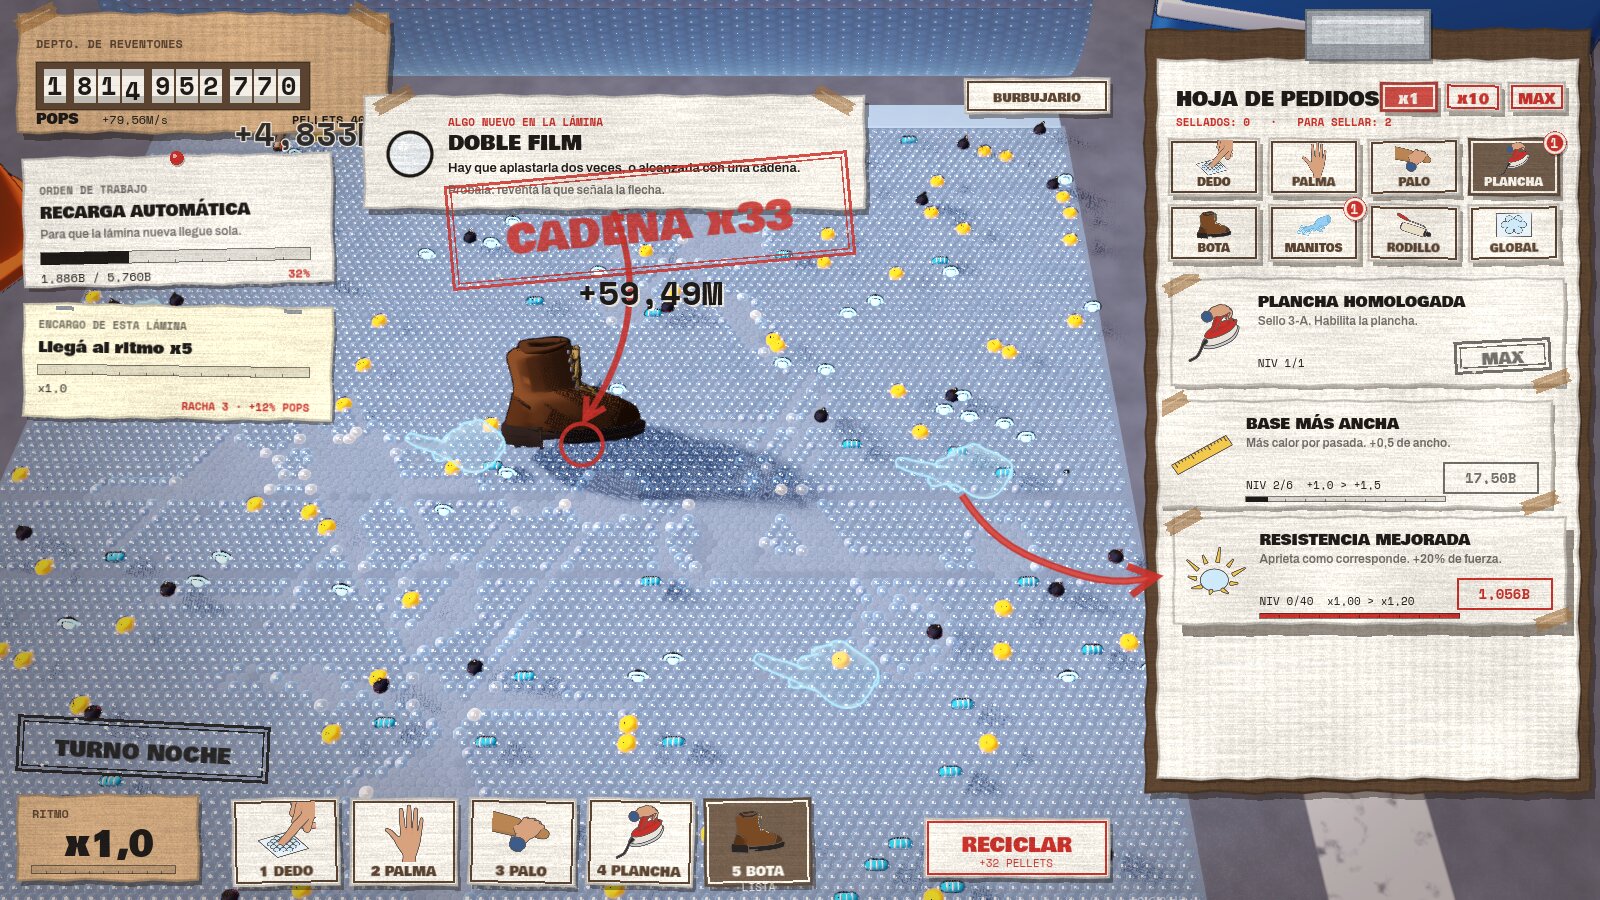 DEPTO. DE REVENTONES
1 814 952 770
POPS +79,56M/s PELLETS
+4,833
ORDEN DE TRABAJO
RECARGA AUTOMÁTICA
Para que la lámina nueva llegue sola.
1,886B / 5,760B 32%
ENCARGO DE ESTA LÁMINA
Llegá al ritmo x5
x1,0
RACHA 3 · +12% POPS
ALGO NUEVO EN LA LÁMINA
DOBLE FILM
Hay que aplastarla dos veces, o alcanzarla con una cadena.
Probala: reventá la que señala la flecha.
CADENA x33
+59,49M
BURBUJARIO
HOJA DE PEDIDOS x1 x10 MAX
SELLADOS: 0 · PARA SELLAR: 2
DEDO
PALMA
PALO
PLANCHA
1
BOTA
MANITOS
1
RODILLO
GLOBAL
PLANCHA HOMOLOGADA
Sello 3-A. Habilita la plancha.
NIV 1/1
MAX
BASE MÁS ANCHA
Más calor por pasada. +0,5 de ancho.
NIV 2/6 +1,0 > +1,5
17,50B
RESISTENCIA MEJORADA
Aprieta como corresponde. +20% de fuerza.
NIV 0/40 x1,00 > x1,20
1,056B
TURNO NOCHE
RITMO
x1,0
1 DEDO
2 PALMA
3 PALO
4 PLANCHA
5 BOTA
LISTA
RECICLAR
+32 PELLETS